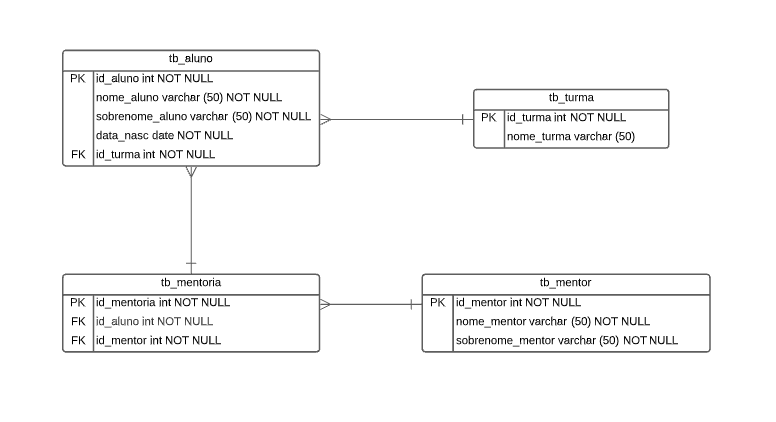 tb_aluno
PK id_aluno int NOT NULL
nome_aluno varchar (50) NOT NULL
sobrenome_aluno varchar (50) NOT NULL
data_nasc date NOT NULL
FK id_turma int NOT NULL
tb_turma
PK id_turma int NOT NULL
nome_turma varchar (50)
tb_mentoria
PK id_mentoria int NOT NULL
FK id_aluno int NOT NULL
FK id_mentor int NOT NULL
tb_mentor
PK id_mentor int NOT NULL
nome_mentor varchar (50) NOT NULL
sobrenome_mentor varchar (50) NOT NULL